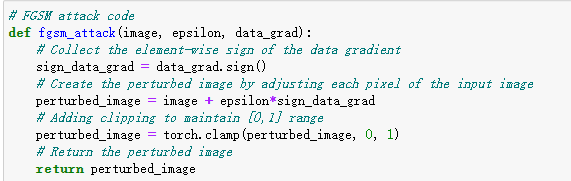 # FGSM attack code
def fgsm_attack(image, epsilon, data_grad):
    # Collect the element-wise sign of the data gradient
    sign_data_grad = data_grad.sign()
    # Create the perturbed image by adjusting each pixel of the input image
    perturbed_image = image + epsilon*sign_data_grad
    # Adding clipping to maintain [0,1] range
    perturbed_image = torch.clamp(perturbed_image, 0, 1)
    # Return the perturbed image
    return perturbed_image